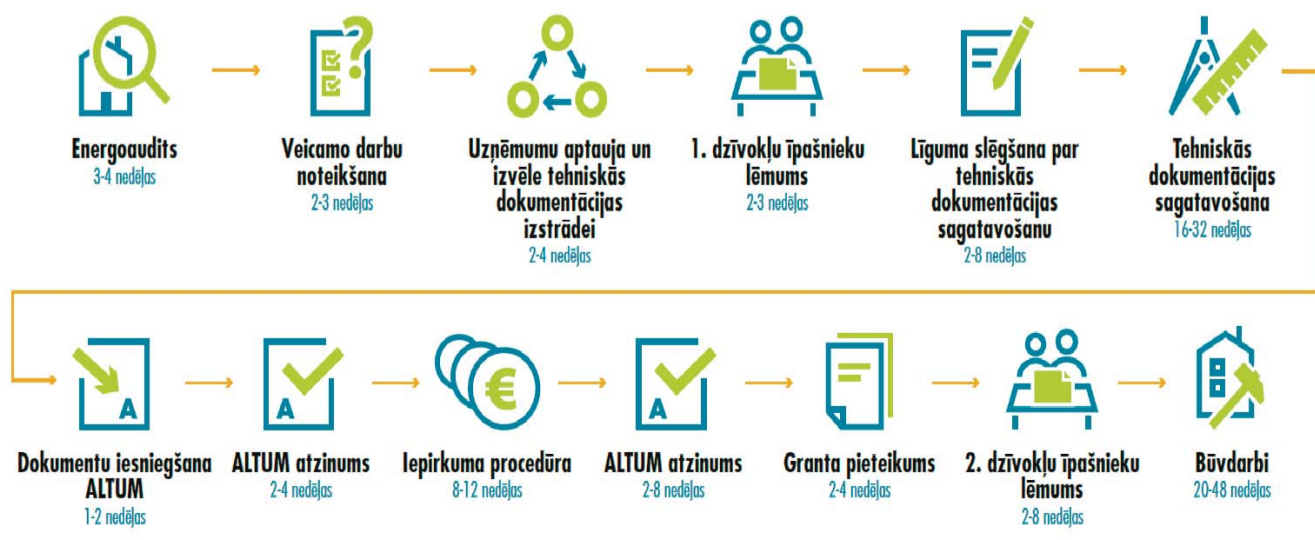 Energoaudits
3-4 nedēļas
Veicamo darbu
noteikšana
2-3 nedēļas
Uzņēmumu aptauja un
izvēle tehniskās
dokumentācijas
izstrādei
2-4 nedēļas
1. dzīvokļu īpašnieku
lēmums
2-3 nedēļas
Līguma slēgšana par
tehniskās
dokumentācijas
sagatavošanu
2-8 nedēļas
Tehniskās
dokumentācijas
sagatavošana
16-32 nedēļas
A
Dokumentu iesniegšana
ALTUM
1-2 nedēļas
A
ALTUM atzinums
2-4 nedēļas
€
Iepirkuma procedūra
8-12 nedēļas
A
ALTUM atzinums
2-8 nedēļas
Granta pieteikums
2-4 nedēļas
2. dzīvokļu īpašnieku
lēmums
2-8 nedēļas
Būvdarbi
20-48 nedēļas